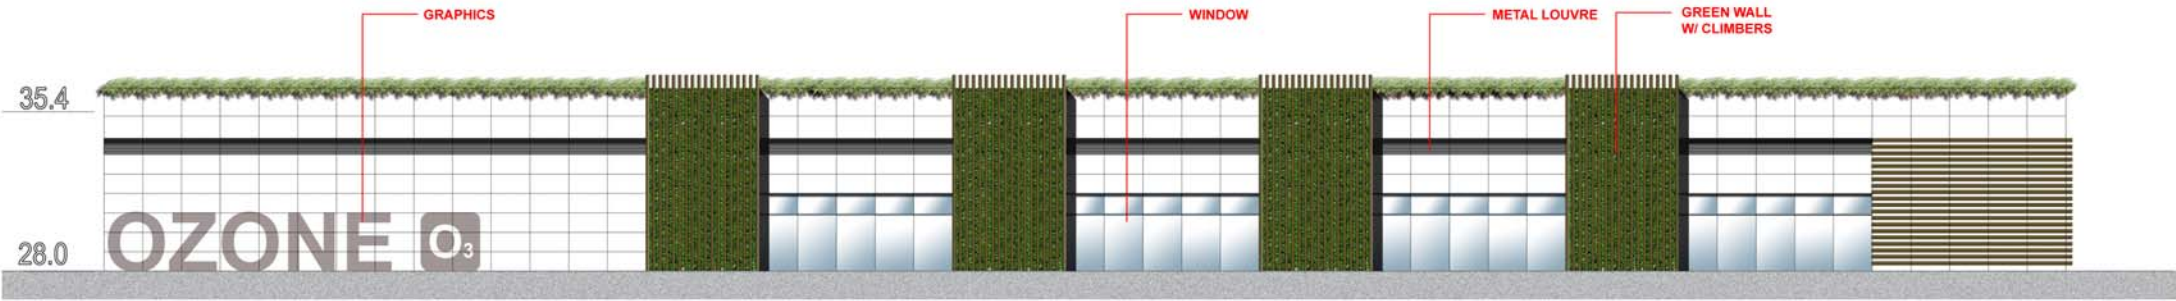 GRAPHICS
WINDOW
METAL LOUVRE
GREEN WALL
W/ CLIMBERS
35.4
28.0
OZONE O3